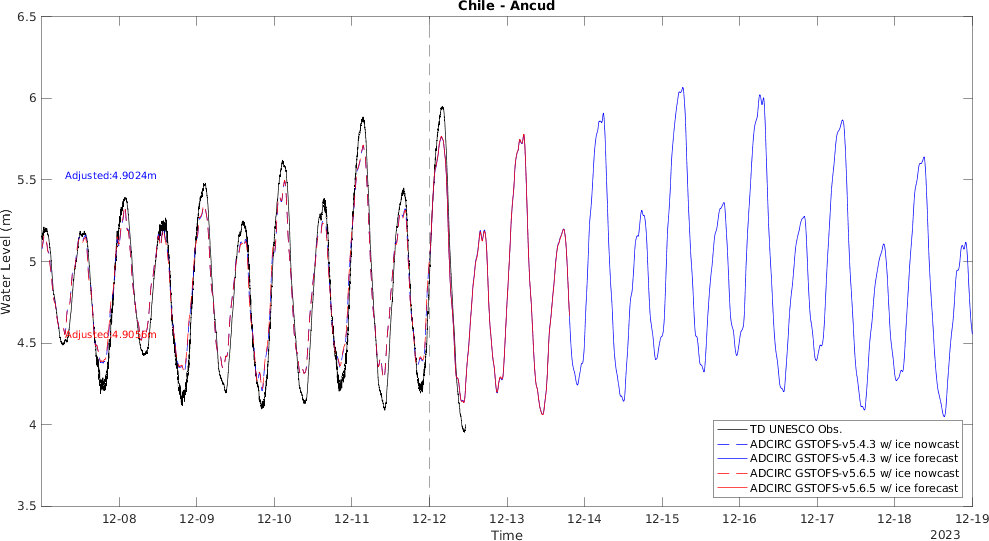 Chile - Ancud
6.5
6
5.5
5
4.5
4
3.5
Water Level (m)
Adjusted:4.9024m
Adjusted:4.9056m
TD UNESCO Obs.
ADCIRC GSTOFS-v5.4.3 w/ ice nowcast
ADCIRC GSTOFS-v5.4.3 w/ ice forecast
ADCIRC GSTOFS-v5.6.5 w/ ice nowcast
ADCIRC GSTOFS-v5.6.5 w/ ice forecast
12-08 12-09 12-10 12-11 12-12 12-13 12-14 12-15 12-16 12-17 12-18 12-19
Time
2023